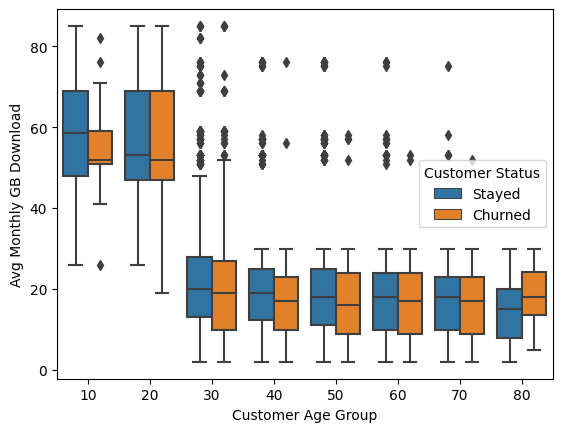 80
60
40
20
0
Avg Monthly GB Download
Customer Status
Stayed
Churned
10 20 30 40 50 60 70 80
Customer Age Group